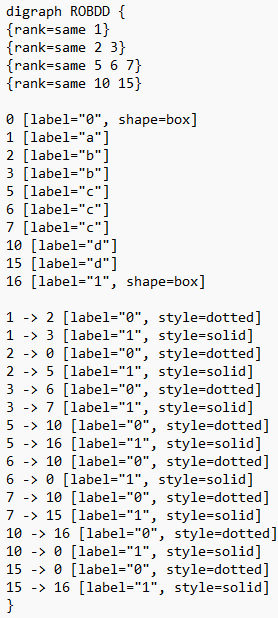 digraph ROBDD {
{rank=same 1}
{rank=same 2 3}
{rank=same 5 6 7}
{rank=same 10 15}

0 [label="0", shape=box]
1 [label="a"]
2 [label="b"]
3 [label="b"]
5 [label="c"]
6 [label="c"]
7 [label="c"]
10 [label="d"]
15 [label="d"]
16 [label="1", shape=box]

1 -> 2 [label="0", style=dotted]
1 -> 3 [label="1", style=solid]
2 -> 0 [label="0", style=dotted]
2 -> 5 [label="1", style=solid]
3 -> 6 [label="0", style=dotted]
3 -> 7 [label="1", style=solid]
5 -> 10 [label="0", style=dotted]
5 -> 16 [label="1", style=solid]
6 -> 10 [label="0", style=dotted]
6 -> 0 [label="1", style=solid]
7 -> 10 [label="0", style=dotted]
7 -> 15 [label="1", style=solid]
10 -> 16 [label="0", style=dotted]
10 -> 0 [label="1", style=solid]
15 -> 0 [label="0", style=dotted]
15 -> 16 [label="1", style=solid]
}